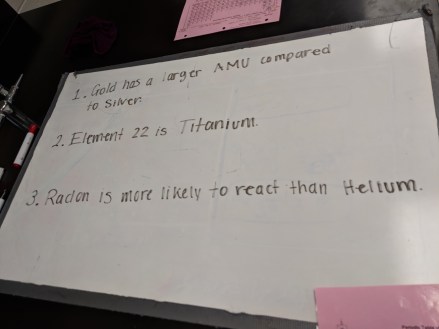 1. Gold has a larger AMU compared
to Silver.
2. Element 22 is Titanium.
3. Radon is more likely to react than Helium.